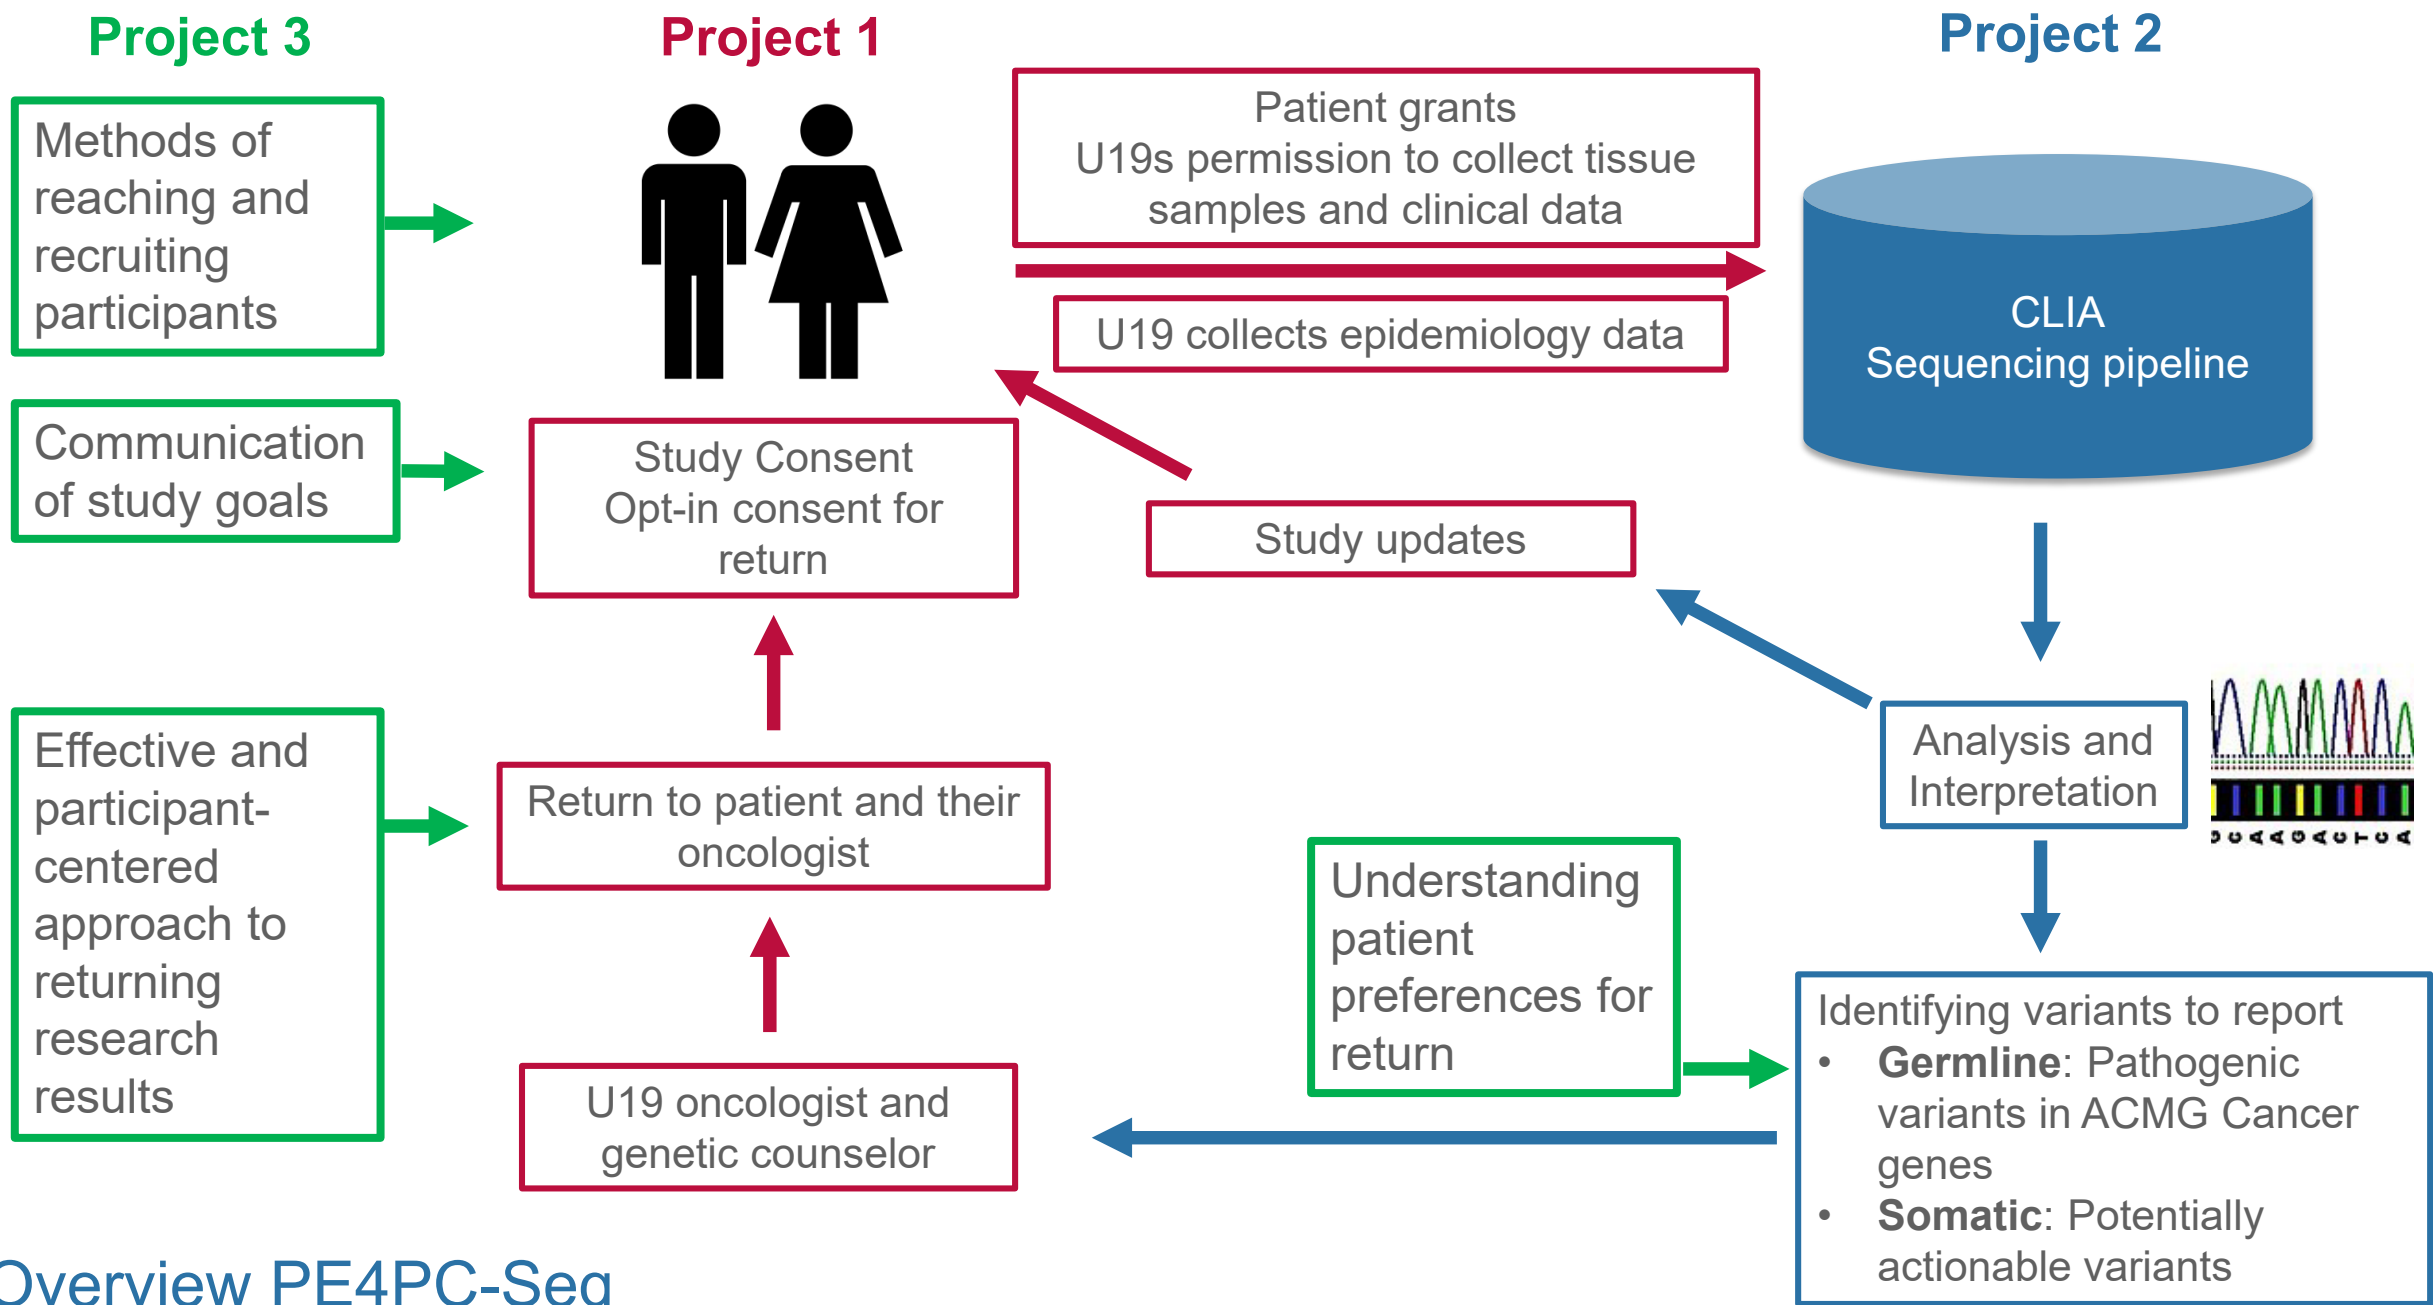 Project 3
Project 1
Project 2
Methods of
reaching and
recruiting
participants
Patient grants
U19s permission to collect tissue
samples and clinical data
U19 collects epidemiology data
CLIA
Sequencing pipeline
Communication
of study goals
Study Consent
Opt-in consent for
return
Study updates
Effective and
participant-
centered
approach to
returning
research
results
Return to patient and their
oncologist
Analysis and
Interpretation
C A A G A C T C A
Understanding
patient
preferences for
return
U19 oncologist and
genetic counselor
Identifying variants to report
• Germline: Pathogenic
variants in ACMG Cancer
genes
• Somatic: Potentially
actionable variants
Overview PE4PC-Seq